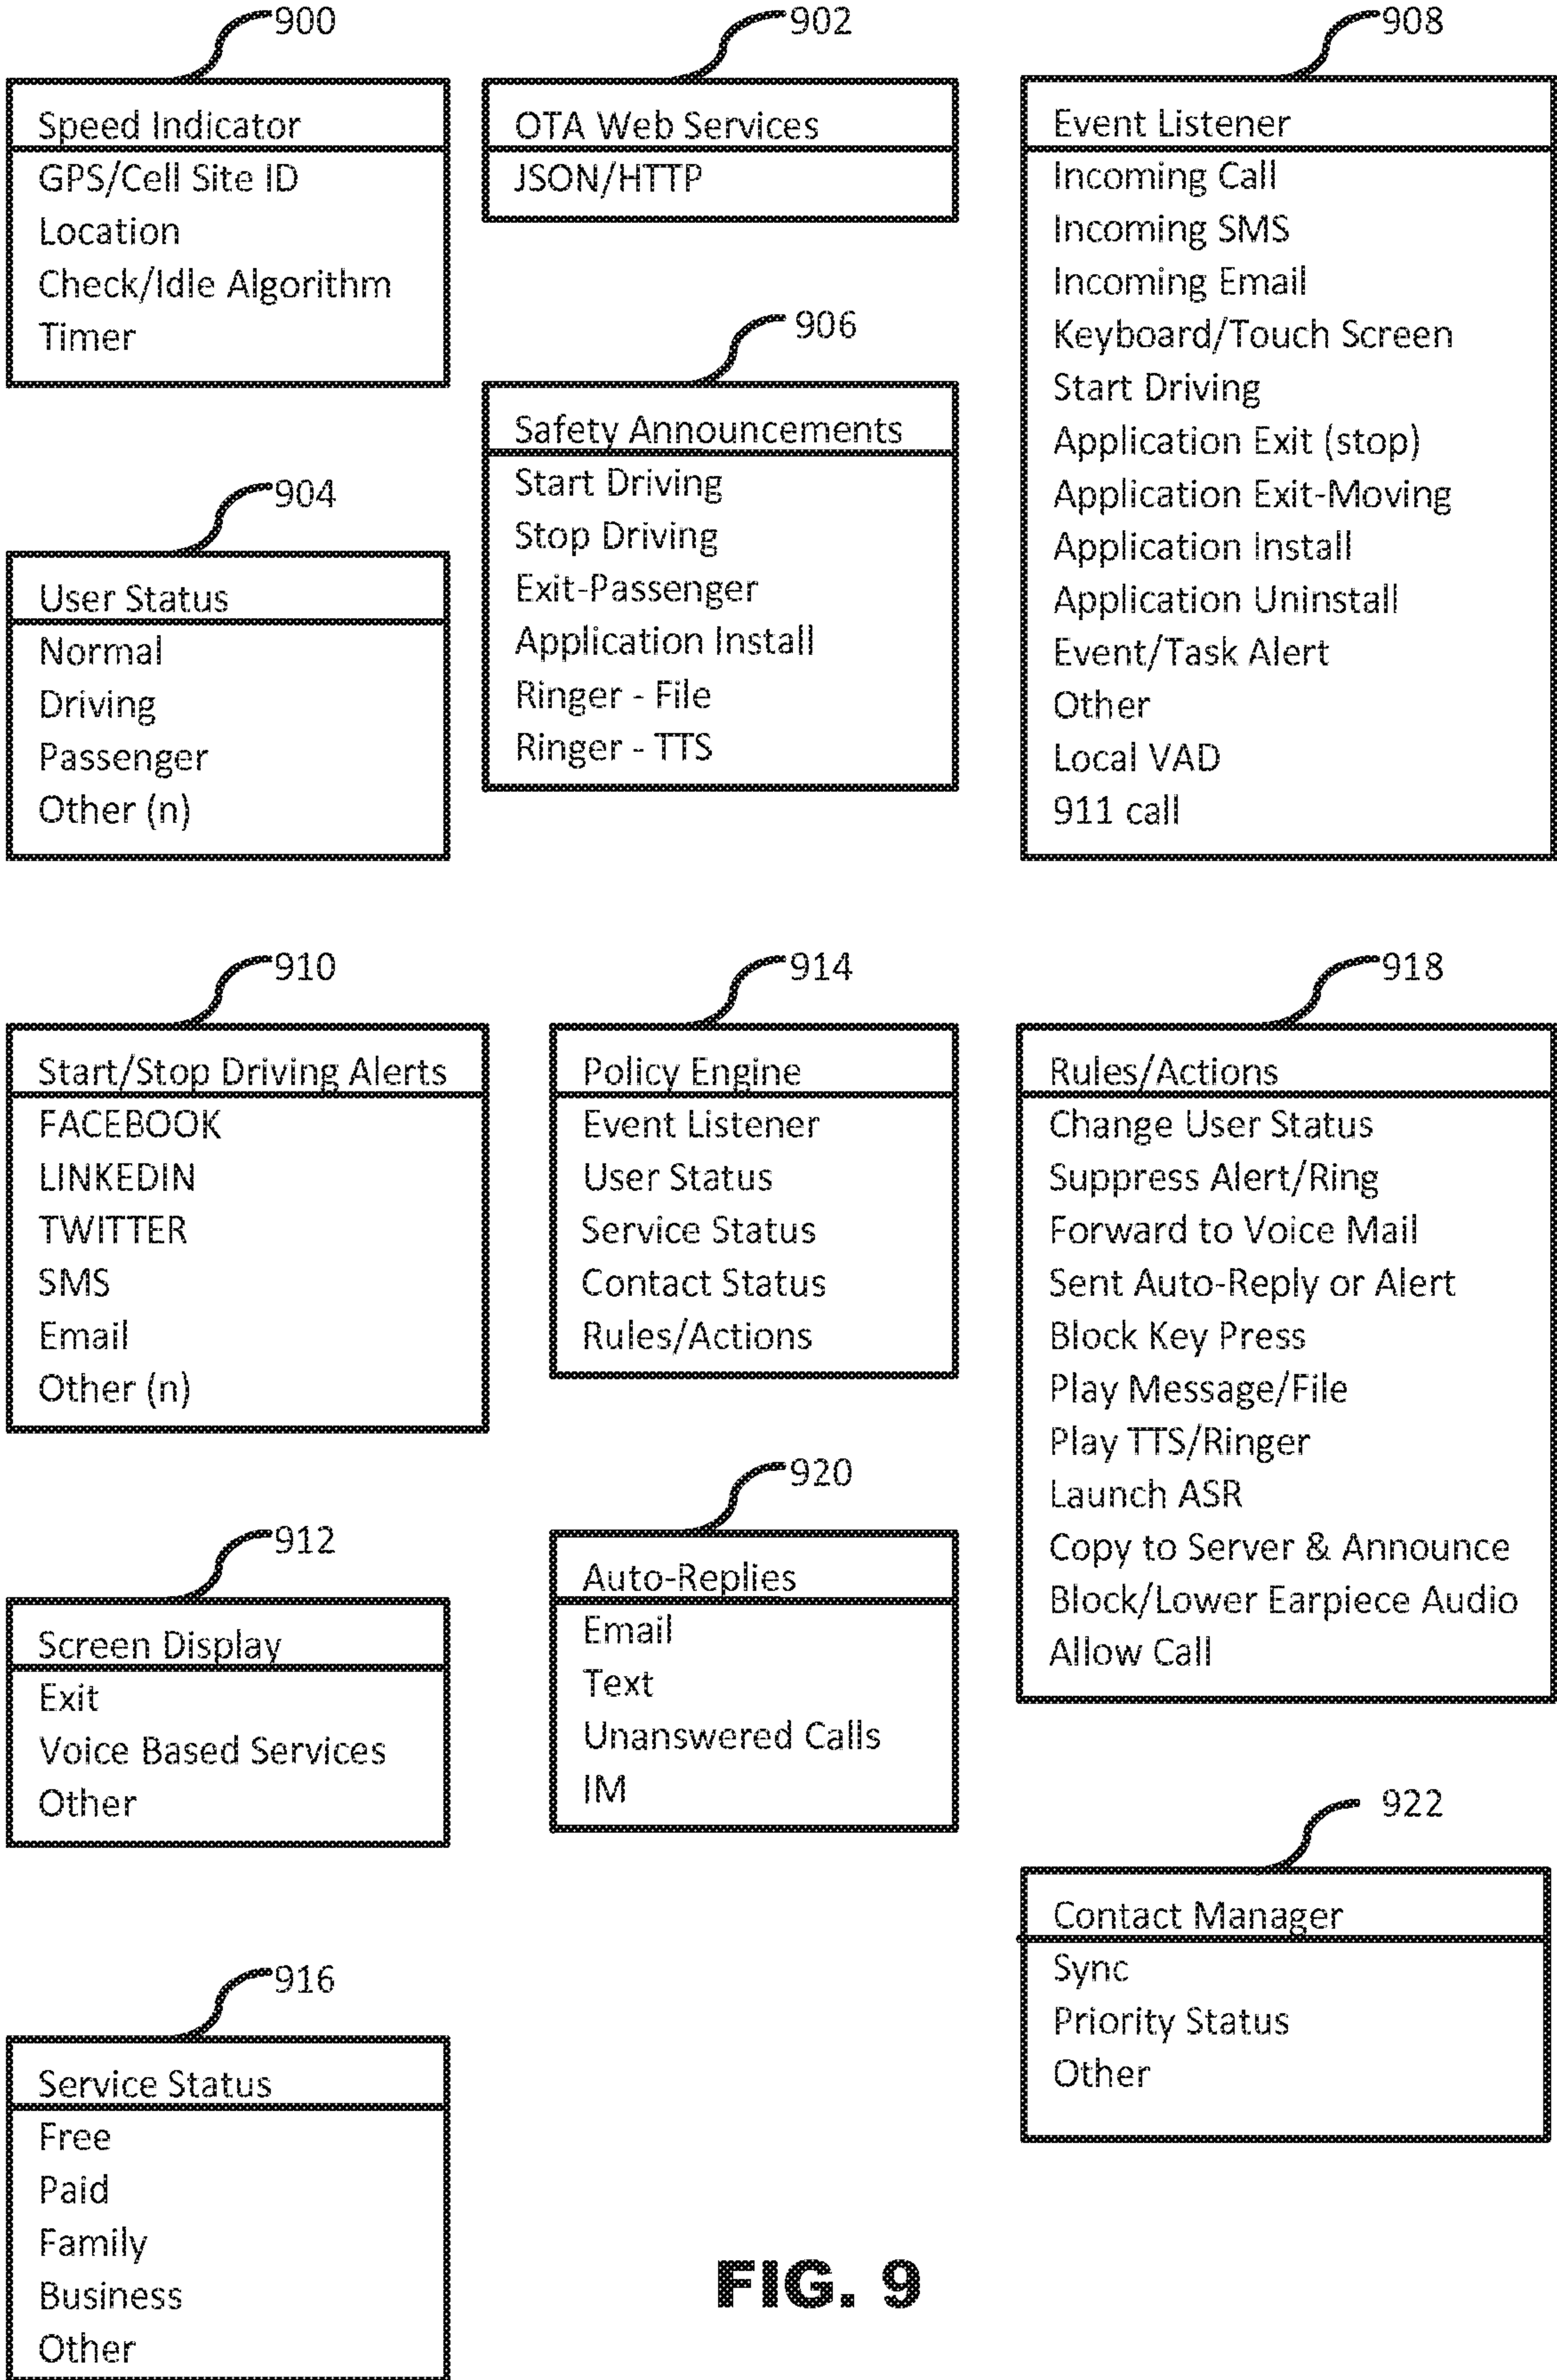 900
Speed Indicator
GPS/Cell Site ID
Location
Check/Idle Algorithm
Timer
902
OTA Web Services
JSON/HTTP
908
Event Listener
Incoming Call
Incoming SMS
Incoming Email
Keyboard/Touch Screen
Start Driving
Application Exit (stop)
Application Exit-Moving
Application Install
Application Uninstall
Event/Task Alert
Other
Local VAD
911 call
904
User Status
Normal
Driving
Passenger
Other (n)
906
Safety Announcements
Start Driving
Stop Driving
Exit-Passenger
Application Install
Ringer - File
Ringer - TTS
910
Start/Stop Driving Alerts
FACEBOOK
LINKEDIN
TWITTER
SMS
Email
Other (n)
914
Policy Engine
Event Listener
User Status
Service Status
Contact Status
Rules/Actions
918
Rules/Actions
Change User Status
Suppress Alert/Ring
Forward to Voice Mail
Sent Auto-Reply or Alert
Block Key Press
Play Message/File
Play TTS/Ringer
Launch ASR
Copy to Server & Announce
Block/Lower Earpiece Audio
Allow Call
912
Screen Display
Exit
Voice Based Services
Other
920
Auto-Replies
Email
Text
Unanswered Calls
IM
922
Contact Manager
Sync
Priority Status
Other
916
Service Status
Free
Paid
Family
Business
Other
FIG. 9